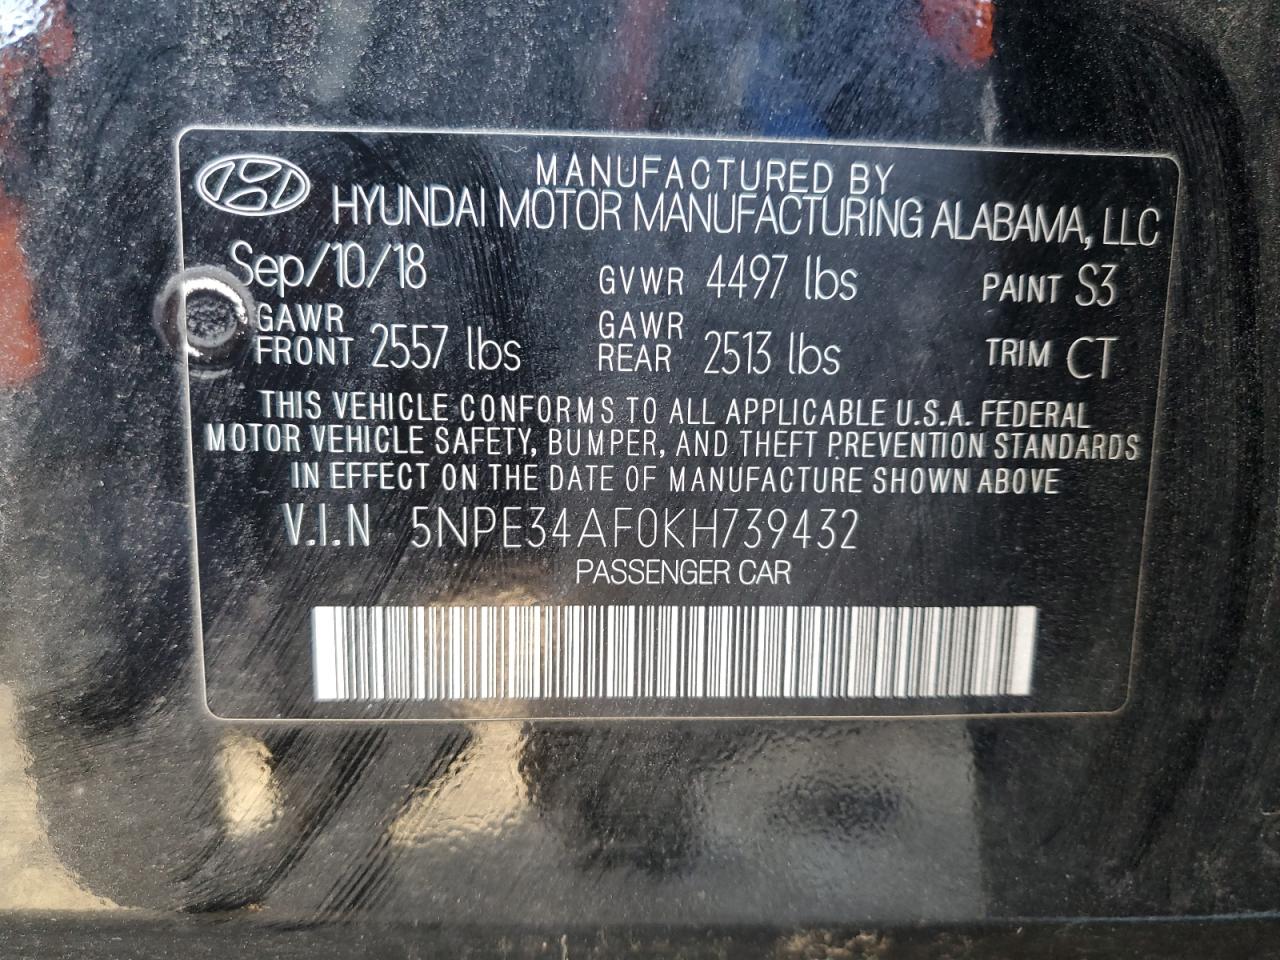 MANUFACTURED BY
HYUNDAI MOTOR MANUFACTURING ALABAMA, LLC
Sep/10/18 GVWR 4497 lbs PAINT S3
GAWR FRONT 2557 lbs GAWR REAR 2513 lbs TRIM CT
THIS VEHICLE CONFORMS TO ALL APPLICABLE U.S.A. FEDERAL
MOTOR VEHICLE SAFETY, BUMPER, AND THEFT PREVENTION STANDARDS
IN EFFECT ON THE DATE OF MANUFACTURE SHOWN ABOVE
V.I.N 5NPE34AF0KH739432
PASSENGER CAR